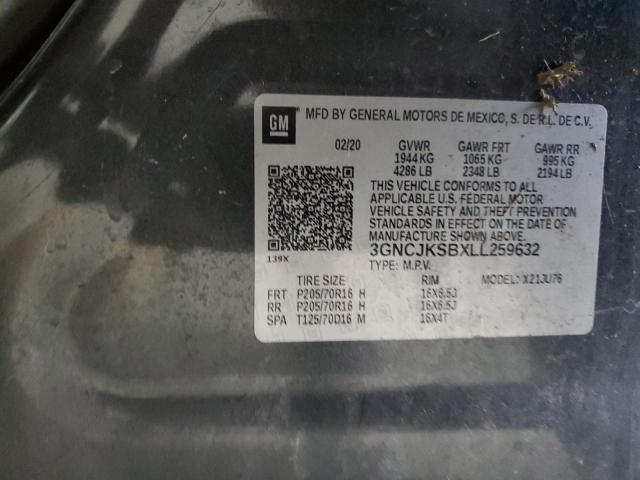 GM MFD BY GENERAL MOTORS DE MEXICO, S. DE R.L. DE C.V.
02/20 GVWR GAWR FRT GAWR RR
1944 KG 1065 KG 995 KG
4286 LB 2348 LB 2194 LB
THIS VEHICLE CONFORMS TO ALL
APPLICABLE U.S. FEDERAL MOTOR
VEHICLE SAFETY AND THEFT PREVENTION
STANDARDS IN EFFECT ON THE DATE OF
MANUFACTURE SHOWN ABOVE.
139X 3GNCJKSBXLL259632
TYPE: M.P.V. MODEL: X21JU76
TIRE SIZE RIM
FRT P205/70R16 H 16X6.5J
RR P205/70R16 H 16X6.5J
SPA T125/70D16 M 16X4T